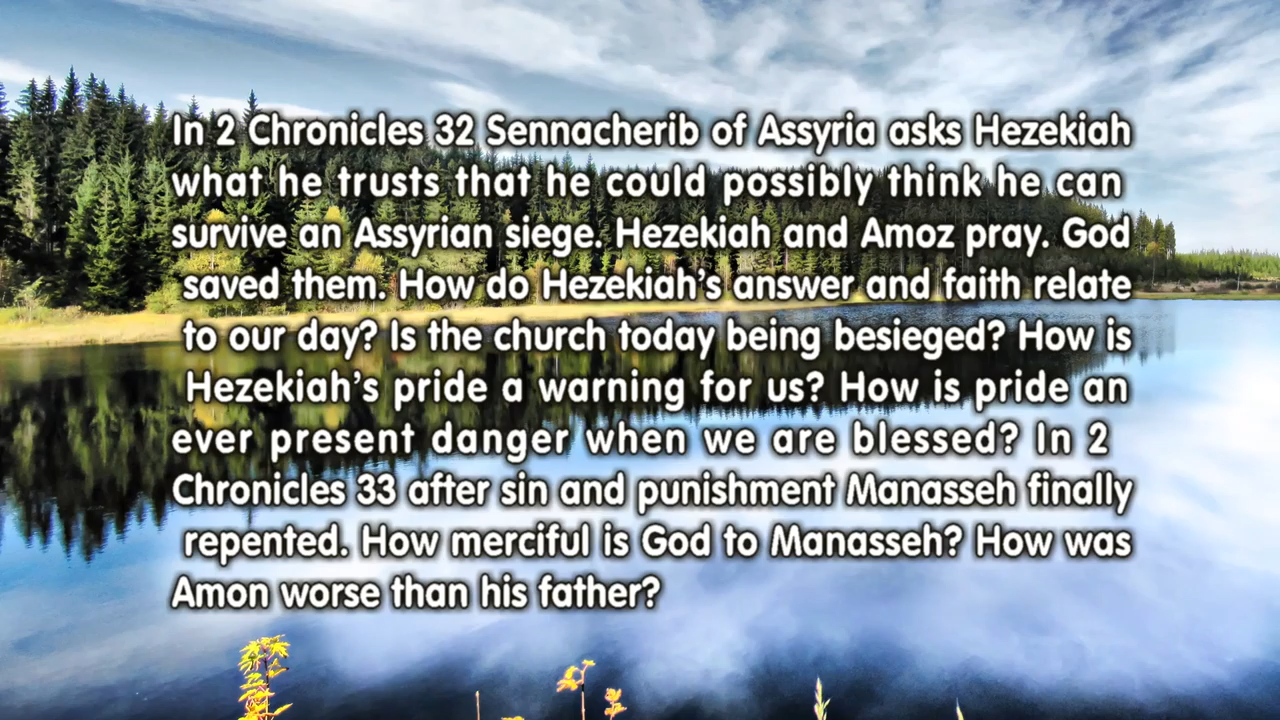 In 2 Chronicles 32 Sennacherib of Assyria asks Hezekiah
what he trusts that he could possibly think he can
survive an Assyrian siege. Hezekiah and Amoz pray. God
saved them. How do Hezekiah's answer and faith relate
to our day? Is the church today being besieged? How is
Hezekiah's pride a warning for us? How is pride an
ever present danger when we are blessed? In 2
Chronicles 33 after sin and punishment Manasseh finally
repented. How merciful is God to Manasseh? How was
Amon worse than his father?